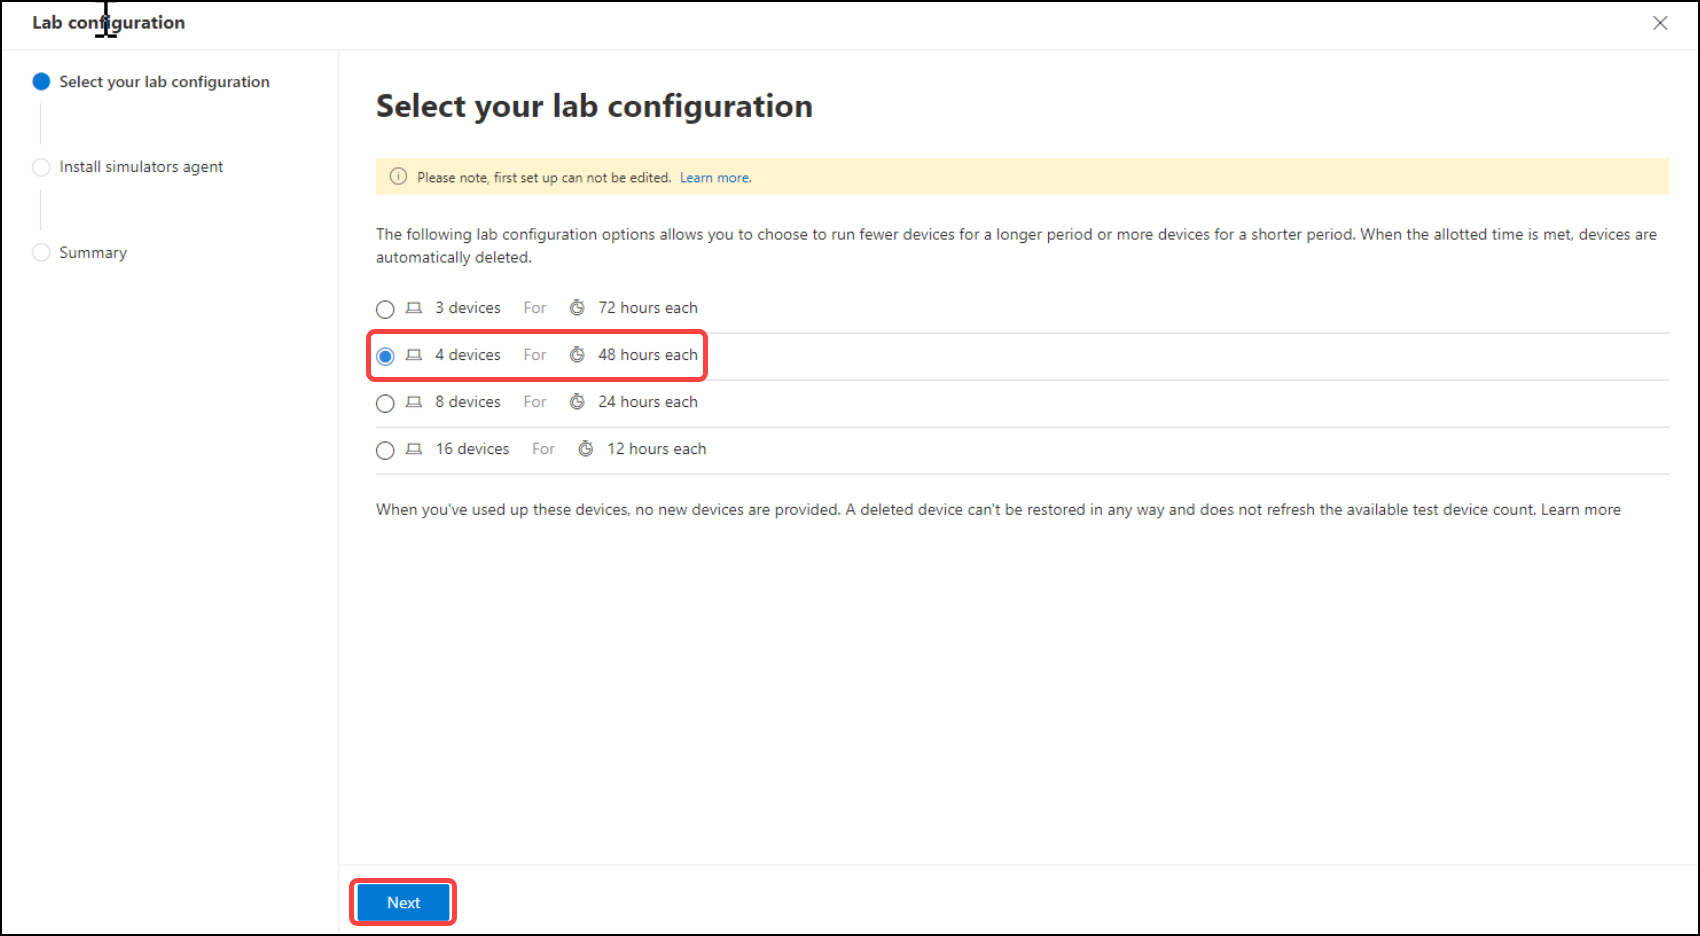 Lab configuration
Select your lab configuration
Install simulators agent
Summary
Select your lab configuration
Please note, first set up can not be edited. Learn more.
The following lab configuration options allows you to choose to run fewer devices for a longer period or more devices for a shorter period. When the allotted time is met, devices are
automatically deleted.
3 devices For 72 hours each
4 devices For 48 hours each
8 devices For 24 hours each
16 devices For 12 hours each
When you've used up these devices, no new devices are provided. A deleted device can't be restored in any way and does not refresh the available test device count. Learn more
Next